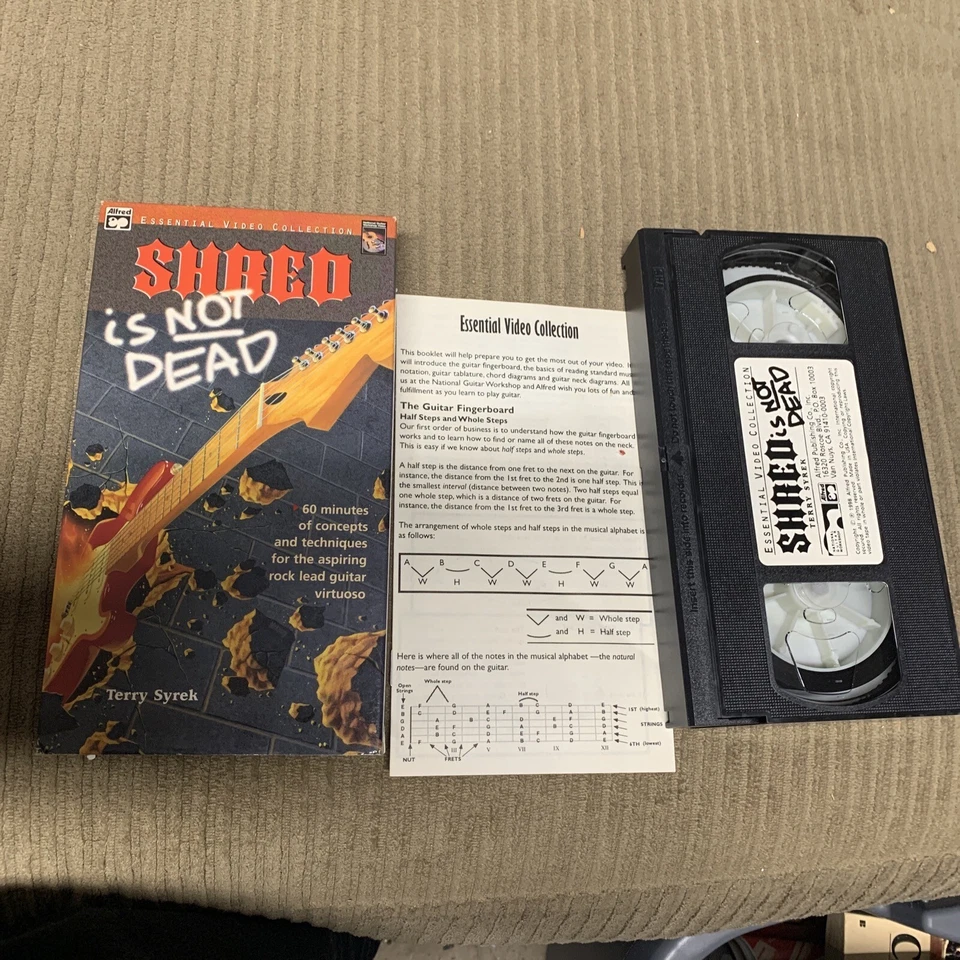 Alfred
ESSENTIAL VIDEO COLLECTION
SHRED
is NOT
DEAD
60 minutes
of concepts
and techniques
for the aspiring
rock lead guitar
virtuoso
Terry Syrek
Essential Video Collection
This booklet will help prepare you to get the most out of your video. It
will introduce the guitar fingerboard, the basics of reading standard
notation, guitar tablature, chord diagrams and guitar neck diagrams. All
us at the National Guitar Workshop and Alfred wish you lots of fun and
fulfillment as you learn to play guitar.
The Guitar Fingerboard
Half Steps and Whole Steps
Our first order of business is to understand how the guitar fingerboard
works and to learn how to find or name all of these notes on the neck.
This is easy if we know about half steps and whole steps.
A half step is the distance from one fret to the next on the guitar. For
instance, the distance from the 1st fret to the 2nd is one half step. This is
the smallest interval (distance between two notes). Two half steps equal
one whole step, which is a distance of two frets on the guitar. For
instance, the distance from the 1st fret to the 3rd fret is a whole step.
The arrangement of whole steps and half steps in the musical alphabet is
as follows:
A B C D E F G A
W H W W H W W
and W = Whole step
and H = Half step
Here is where all of the notes in the musical alphabet —the natural
notes—are found on the guitar.
Open
Strings
Whole step
Half step
E F G A B C D E
B C D E F G A B
G A B C D E F G
D E F G A B C D
A B C D E F G A
E F G A B C D E
1ST (highest)
STRINGS
6TH (lowest)
III V VII IX XII
NUT
FRETS
Insert this side into recorder
ESSENTIAL VIDEO COLLECTION
SHRED is NOT DEAD
TERRY SYREK
Alfred
Alfred Publishing Co., Inc.
16320 Roscoe Blvd., P.O. Box 10003
Van Nuys, CA 91410-0003